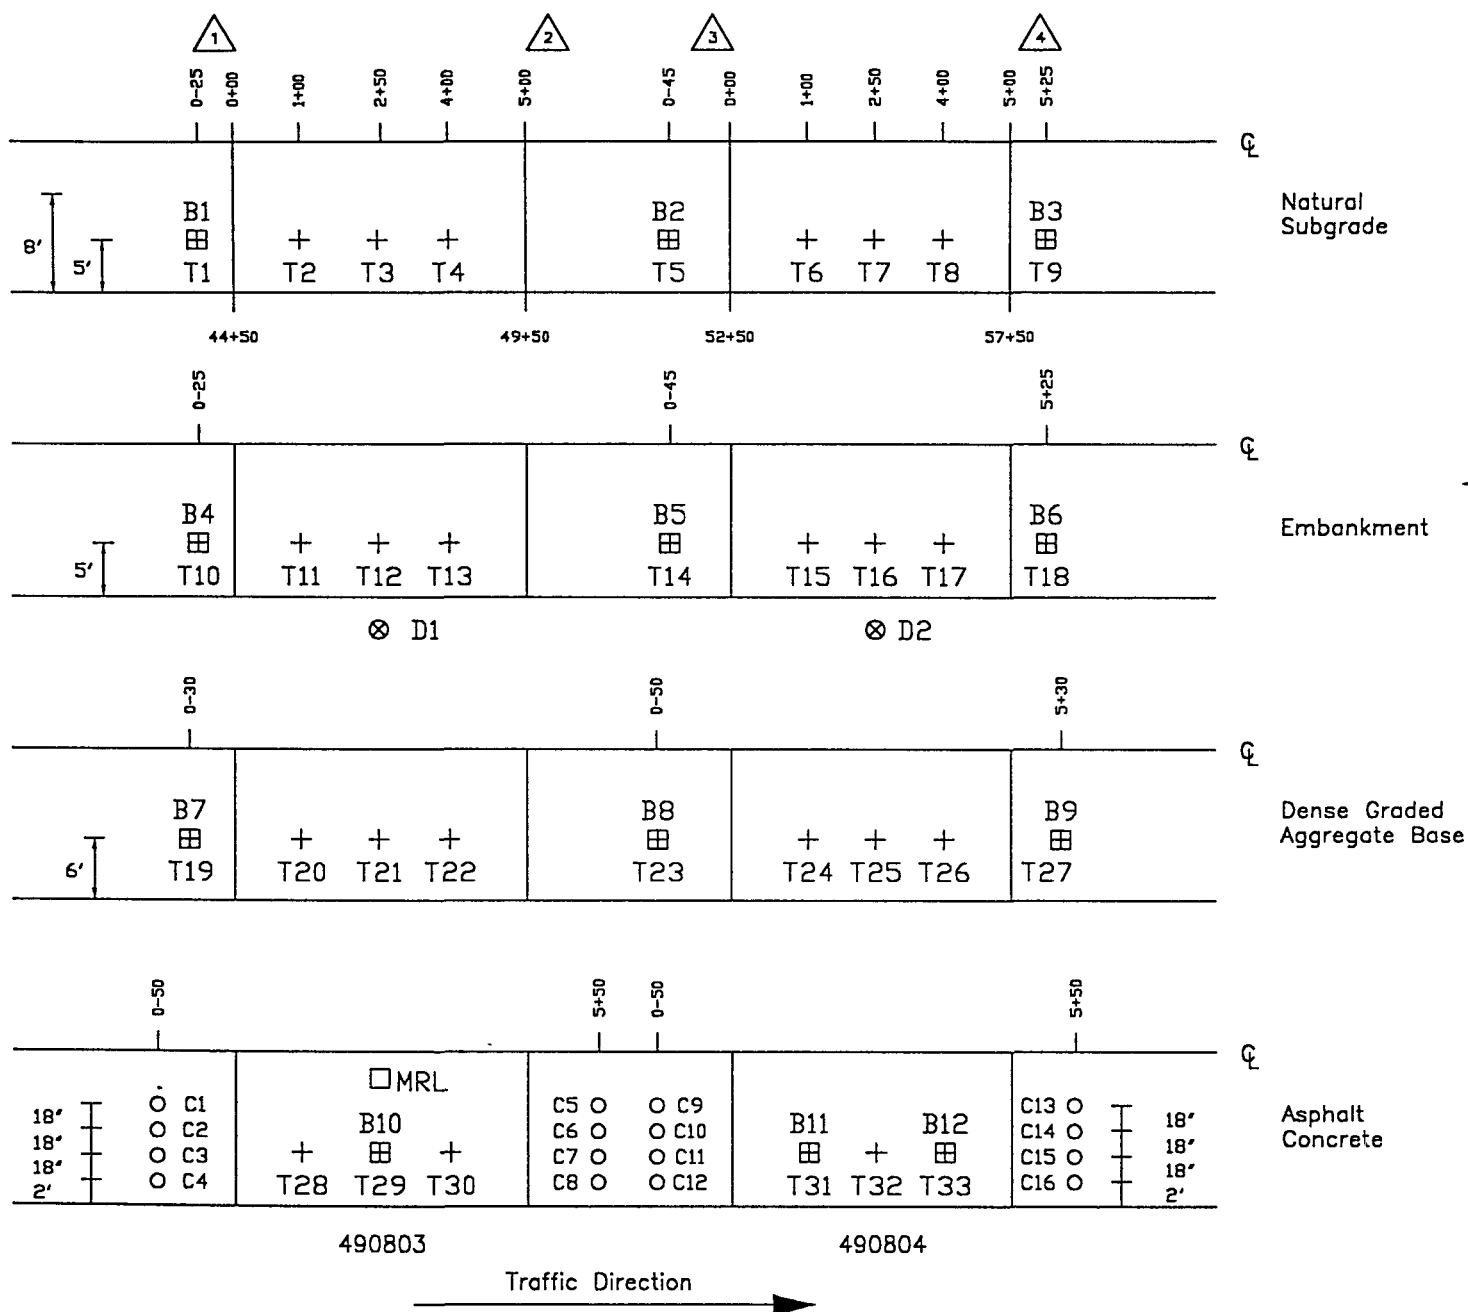 1 2 3 4
0-25 0+00 1+00 2+50 4+00 5+00 0-45 0+00 1+00 2+50 4+00 5+00 5+25
℄
8' 5'
B1 B2 B3
T1 T2 T3 T4 T5 T6 T7 T8 T9
Natural
Subgrade
44+50 49+50 52+50 57+50
0-25 0-45 5+25
℄
B4 B5 B6
5'
T10 T11 T12 T13 T14 T15 T16 T17 T18
Embankment
D1 D2
0-30 0-50 5+30
℄
B7 B8 B9
6'
T19 T20 T21 T22 T23 T24 T25 T26 T27
Dense Graded
Aggregate Base
0-50 5+50 0-50 5+50
℄
MRL
C1 C5 C9 C13
18" 18"
C2 B10 C6 C10 B11 B12 C14
18" 18"
C3 C7 C11 C15
18" 18"
C4 T28 T29 T30 C8 C12 T31 T32 T33 C16
2' 2'
Asphalt
Concrete
490803 490804
Traffic Direction